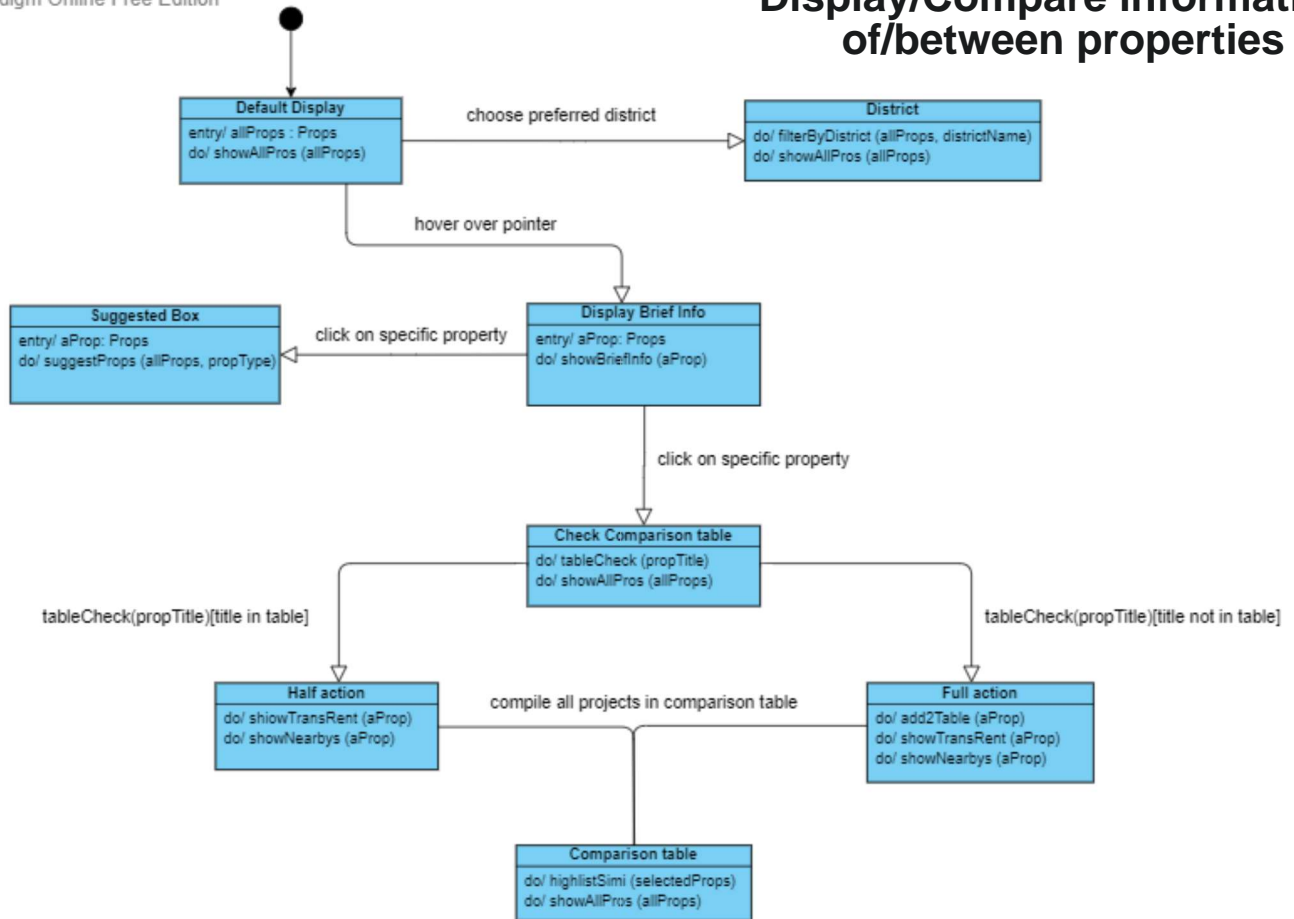 Online Free Edition
Display/Compare
of/between properties
Default Display
entry/ allProps : Props
do/ showAllPros (allProps)
choose preferred district
District
do/ filterByDistrict (allProps, districtName)
do/ showAllPros (allProps)
hover over pointer
Suggested Box
entry/ aProp: Props
do/ suggestProps (allProps, propType)
click on specific property
Display Brief Info
entry/ aProp: Props
do/ showBriefInfo (aProp)
click on specific property
Check Comparison table
do/ tableCheck (propTitle)
do/ showAllPros (allProps)
tableCheck(propTitle)[title in table]
tableCheck(propTitle)[title not in table]
Half action
do/ shiowTransRent (aProp)
do/ showNearbys (aProp)
compile all projects in comparison table
Full action
do/ add2Table (aProp)
do/ showTransRent (aProp)
do/ showNearbys (aProp)
Comparison table
do/ highlistSimi (selectedProps)
do/ showAllPros (allProps)